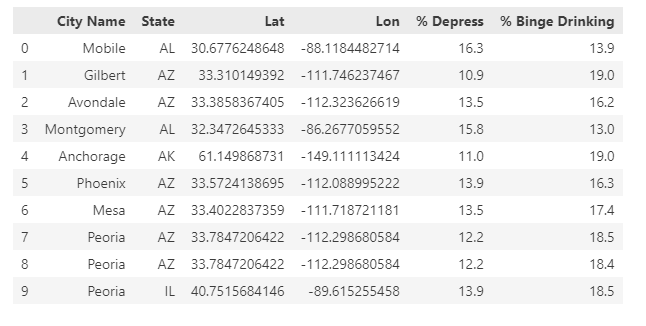 City Name State Lat Lon % Depress % Binge Drinking
0 Mobile AL 30.6776248648 -88.1184482714 16.3 13.9
1 Gilbert AZ 33.310149392 -111.746237467 10.9 19.0
2 Avondale AZ 33.3858367405 -112.323626619 13.5 16.2
3 Montgomery AL 32.3472645333 -86.2677059552 15.8 13.0
4 Anchorage AK 61.149868731 -149.111113424 11.0 19.0
5 Phoenix AZ 33.5724138695 -112.088995222 13.9 16.3
6 Mesa AZ 33.4022837359 -111.718721181 13.5 17.4
7 Peoria AZ 33.7847206422 -112.298680584 12.2 18.5
8 Peoria AZ 33.7847206422 -112.298680584 12.2 18.4
9 Peoria IL 40.7515684146 -89.615255458 13.9 18.5